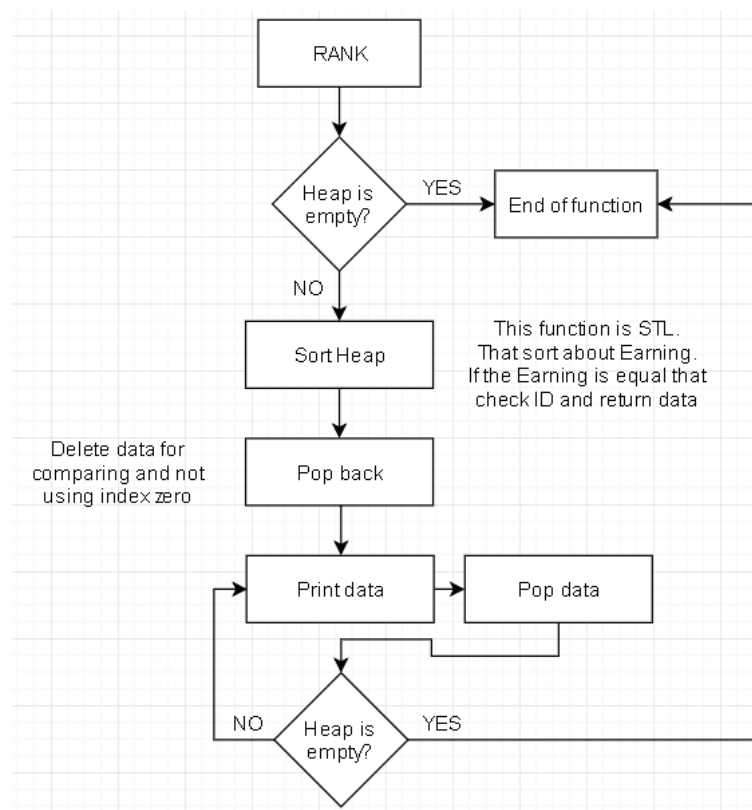 RANK
Heap is
empty?
YES
End of function
NO
Sort Heap
This function is STL.
That sort about Earning.
If the Earning is equal that
check ID and return data
Delete data for
comparing and not
using index zero
Pop back
Print data
Pop data
NO
Heap is
empty?
YES